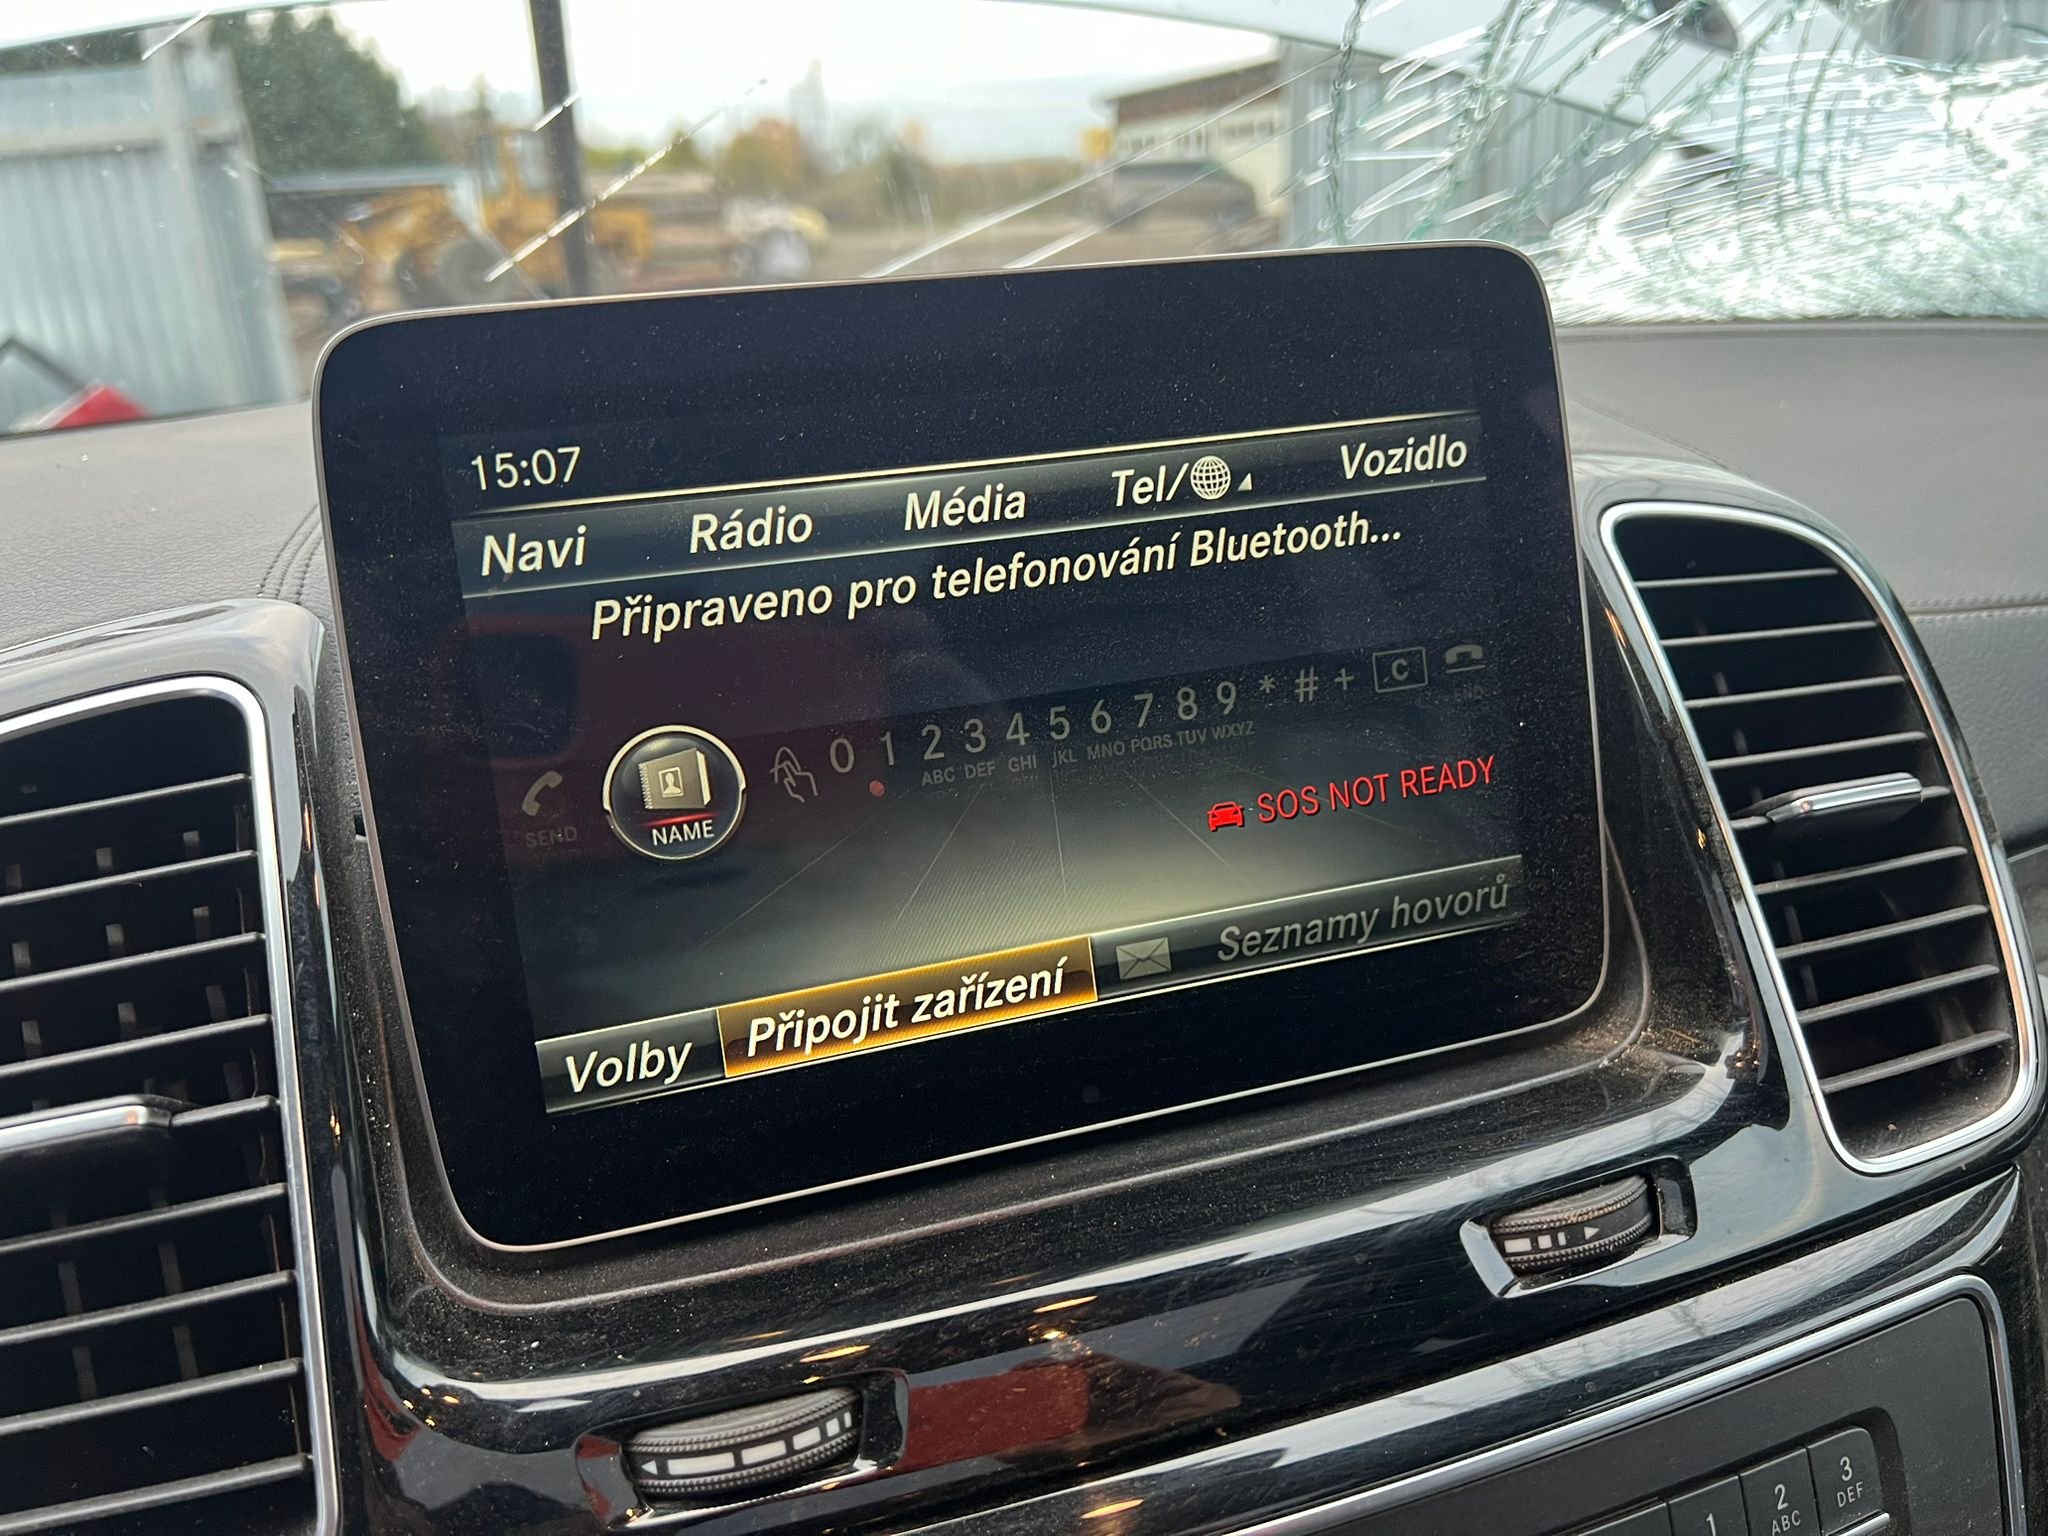 15:07
Navi Rádio Média Tel/ Vozidlo
Připraveno pro telefonování Bluetooth...
SEND NAME 0 1 2 3 4 5 6 7 8 9 * # + C END
ABC DEF GHI JKL MNO PQRS TUV WXYZ
SOS NOT READY
Volby Připojit zařízení Seznamy hovorů
1 2 ABC 3 DEF